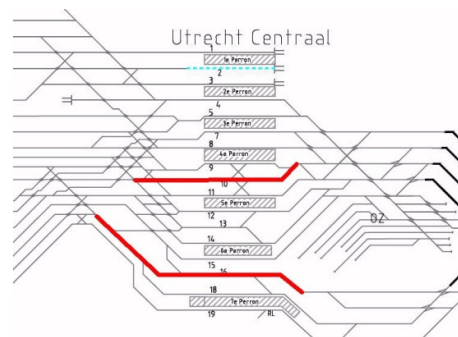 Utrecht Centraal
1
1e Perron
2
3
2e Perron
4
5
3e Perron
7
8
4e Perron
9
10
11
5e Perron
12
13
OZ
14
6e Perron
15
16
18
7e Perron
19
RL